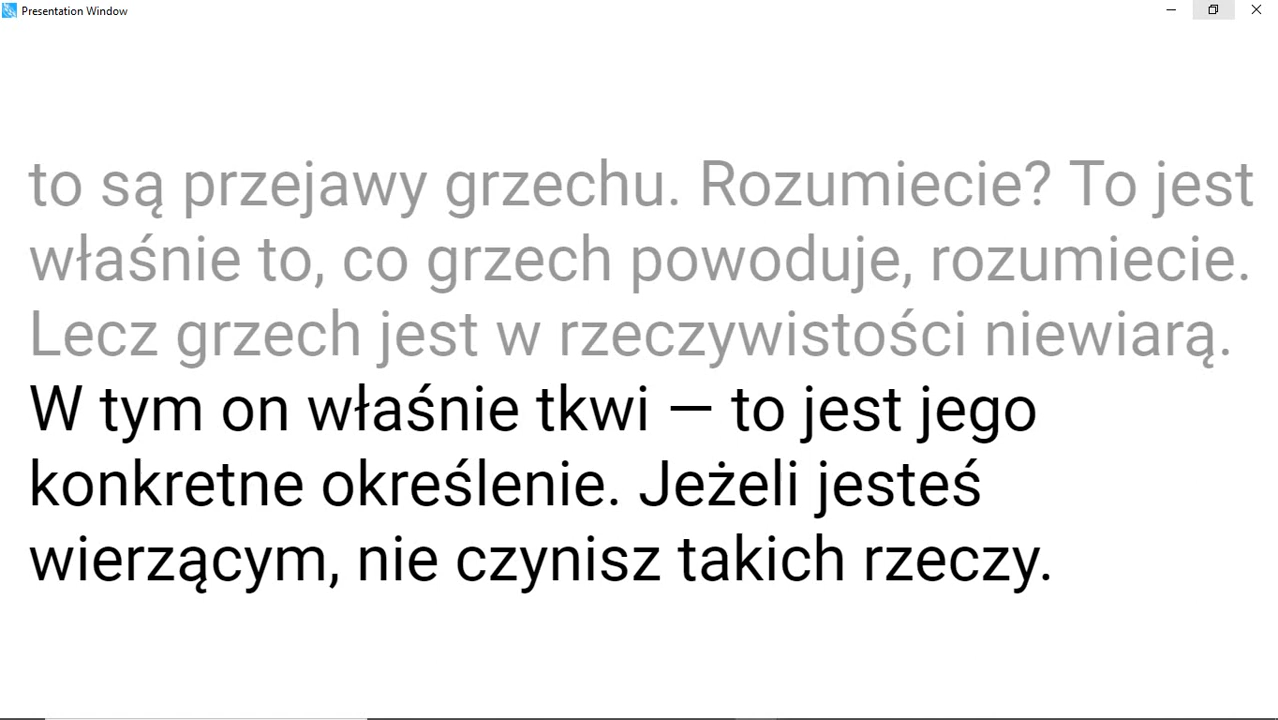 Presentation Window
to są przejawy grzechu. Rozumiecie? To jest
właśnie to, co grzech powoduje, rozumiecie.
Lecz grzech jest w rzeczywistości niewiarą.
W tym on właśnie tkwi — to jest jego
konkretne określenie. Jeżeli jesteś
wierzącym, nie czynisz takich rzeczy.